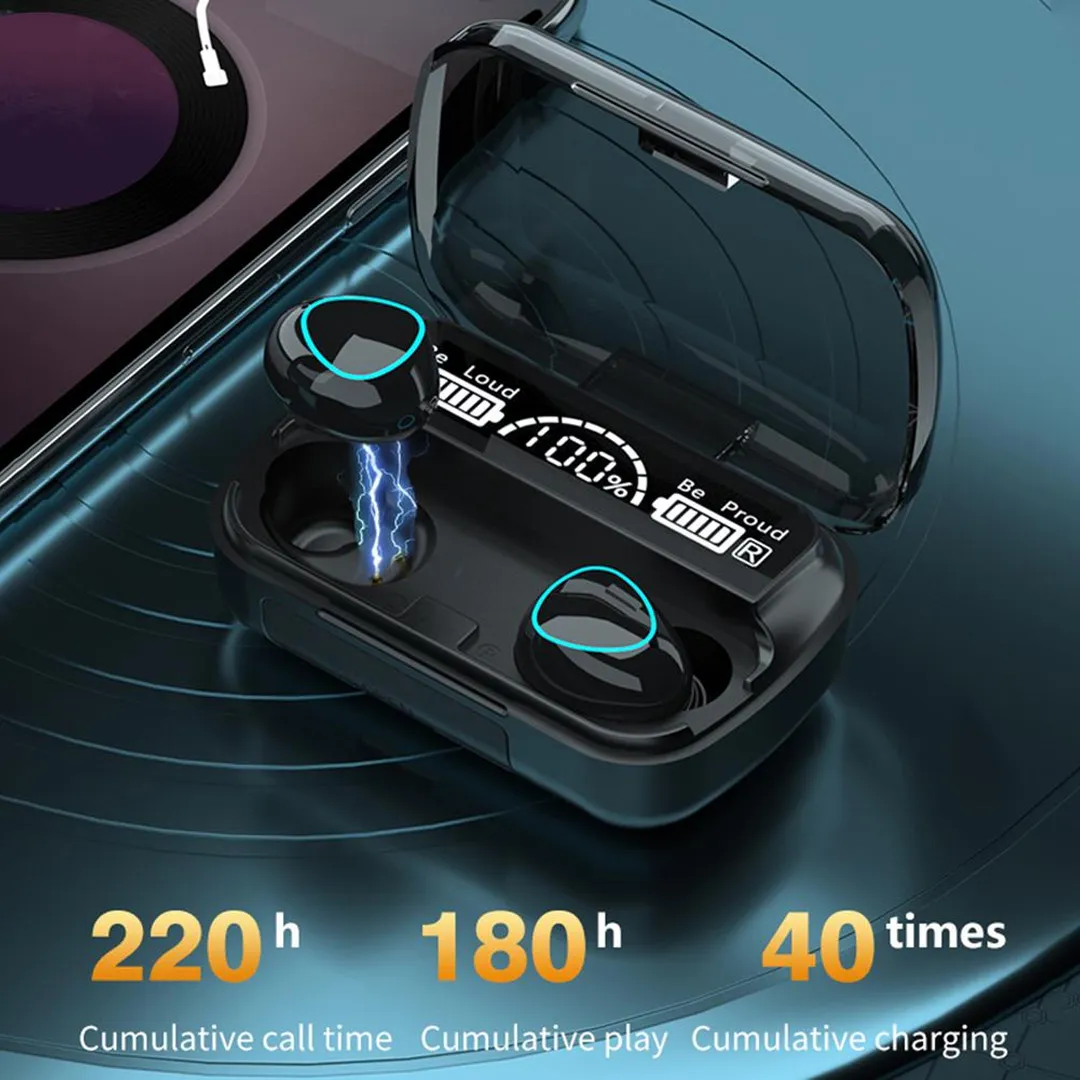 Be Loud
100%
Be Proud
R
220 h
180 h
40 times
Cumulative call time
Cumulative play
Cumulative charging